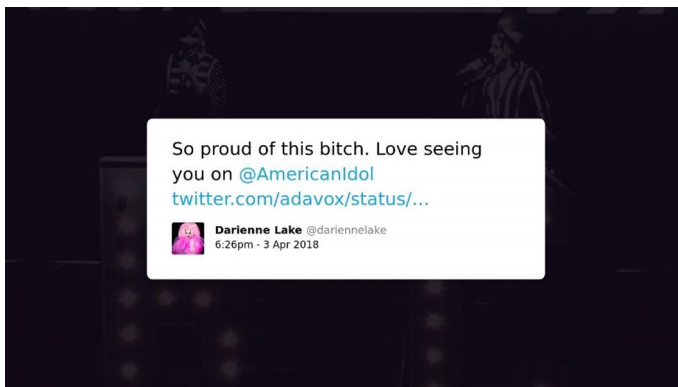 So proud of this bitch. Love seeing
you on @AmericanIdol
twitter.com/adavox/status/...
Darienne Lake @dariennelake
6:26pm - 3 Apr 2018